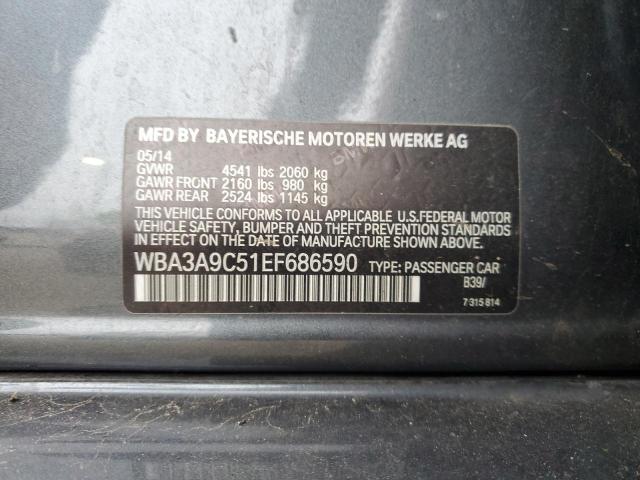 MFD BY BAYERISCHE MOTOREN WERKE AG
05/14
GVWR 4541 lbs 2060 kg
GAWR FRONT 2160 lbs 980 kg
GAWR REAR 2524 lbs 1145 kg
THIS VEHICLE CONFORMS TO ALL APPLICABLE U.S.FEDERAL MOTOR
VEHICLE SAFETY, BUMPER, AND THEFT PREVENTION STANDARDS
IN EFFECT ON THE DATE OF MANUFACTURE SHOWN ABOVE.
WBA3A9C51EF686590 TYPE: PASSENGER CAR
B39/
7315814